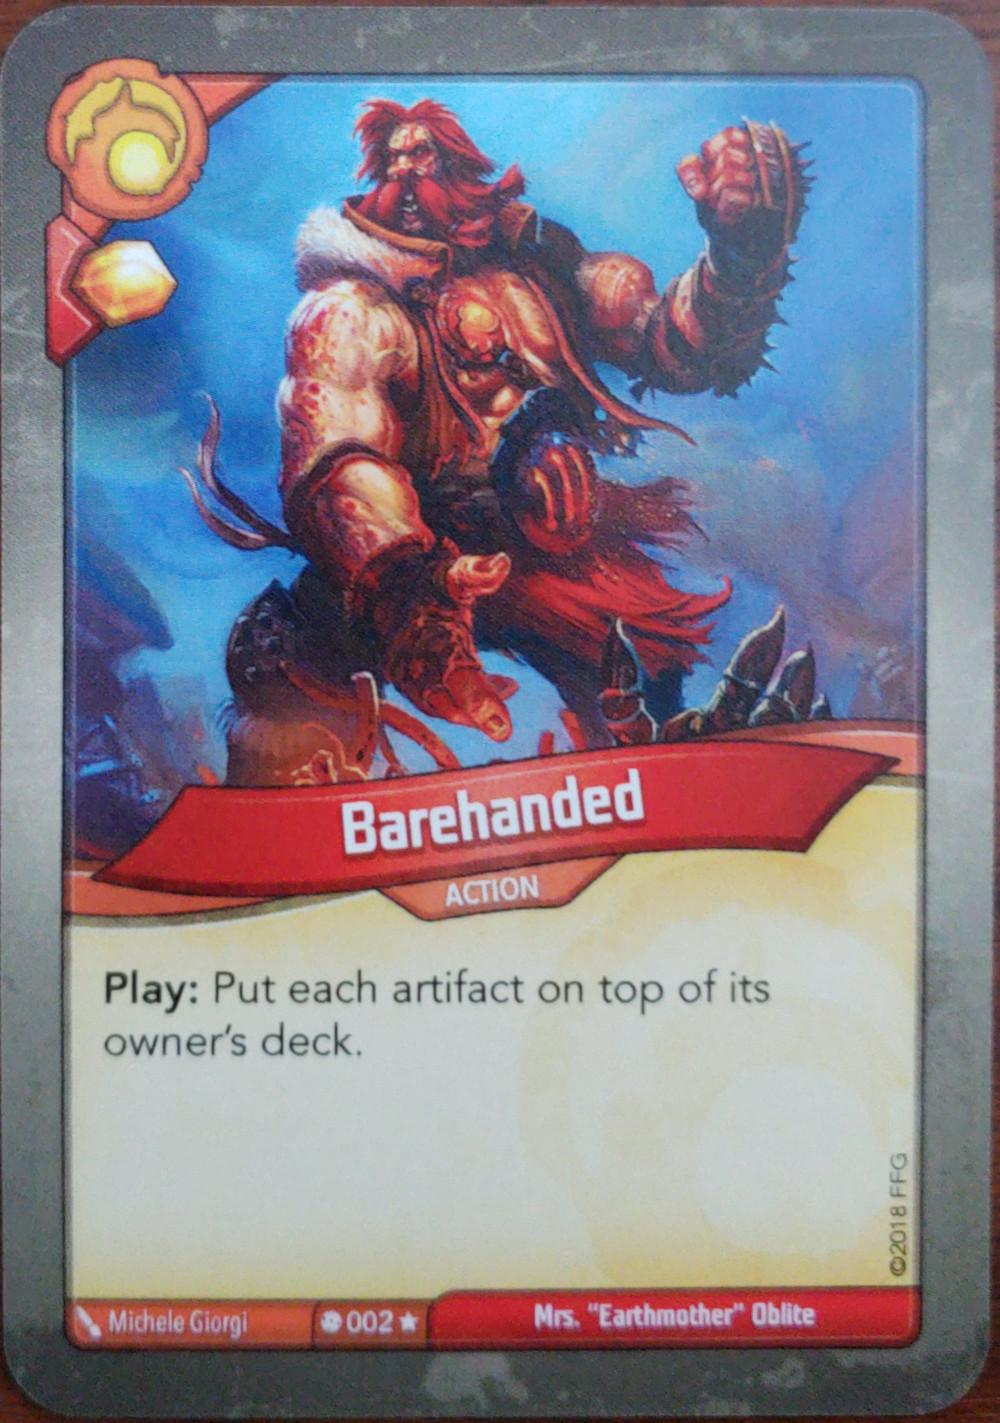 Barehanded
ACTION
Play: Put each artifact on top of its
owner's deck.
©2018 FFG
Michele Giorgi
002
Mrs. "Earthmother" Oblite